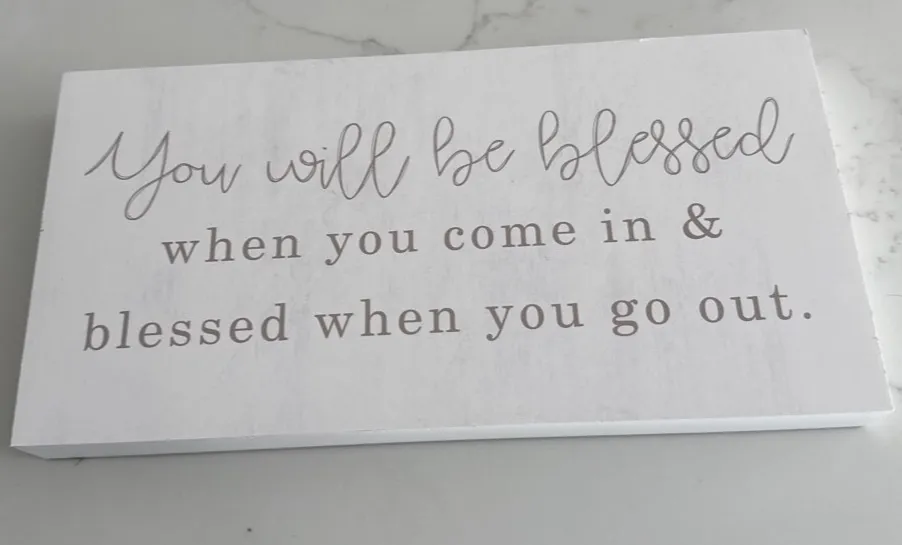 You will be blessed
when you come in &
blessed when you go out.